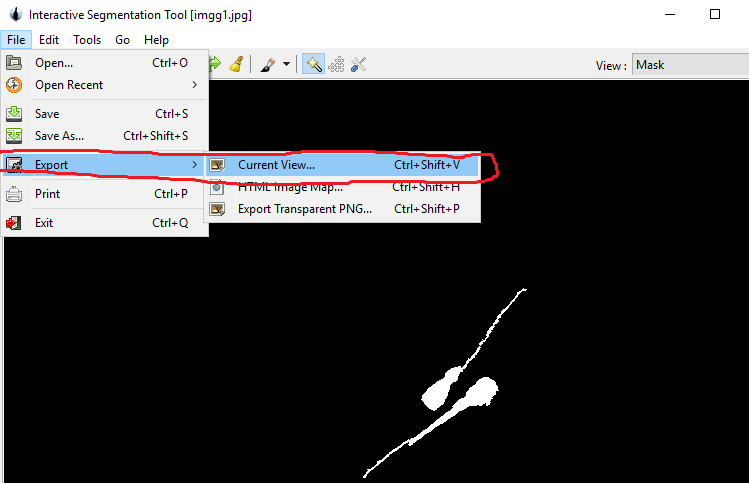 Interactive Segmentation Tool [imgg1.jpg]
File Edit Tools Go Help
View : Mask
Open... Ctrl+O
Open Recent
Save Ctrl+S
Save As... Ctrl+Shift+S
Export
Current View... Ctrl+Shift+V
HTML Image Map... Ctrl+Shift+H
Export Transparent PNG... Ctrl+Shift+P
Print Ctrl+P
Exit Ctrl+Q